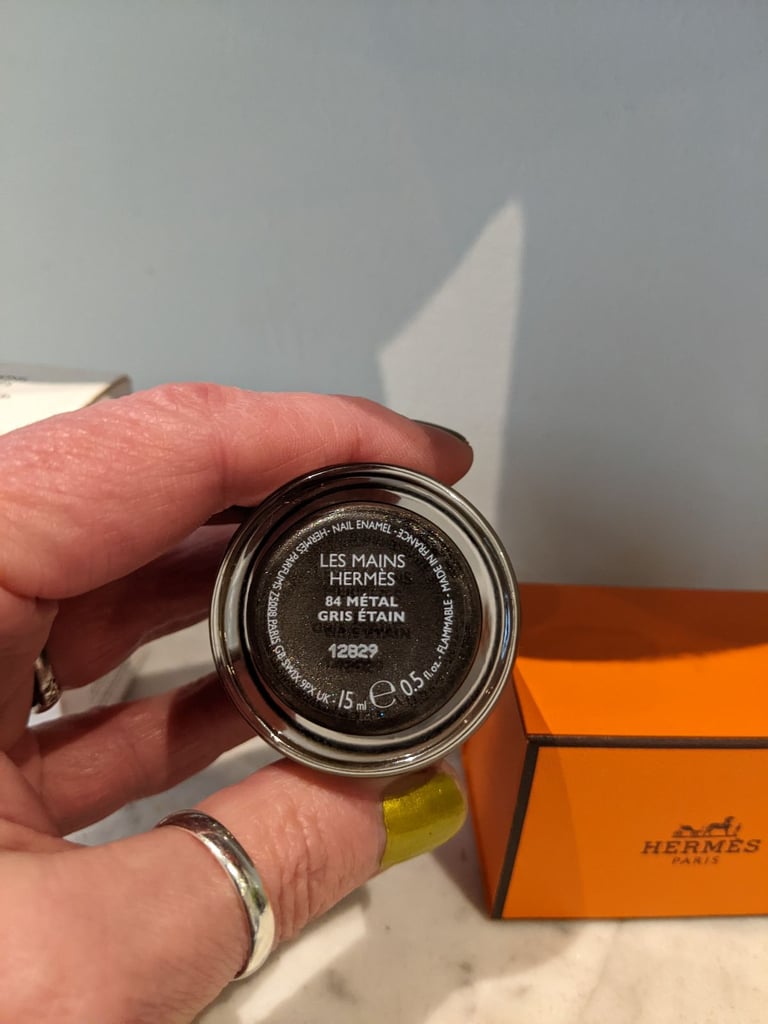 HERMÈS PARFUMS 75008 PARIS GB SW1X 9PX UK · 15 ml ℮ 0.5 fl.oz. · FLAMMABLE · MADE IN FRANCE
· NAIL ENAMEL ·
LES MAINS
HERMÈS
84 MÉTAL
GRIS ÉTAIN
12829
HERMÈS
PARIS